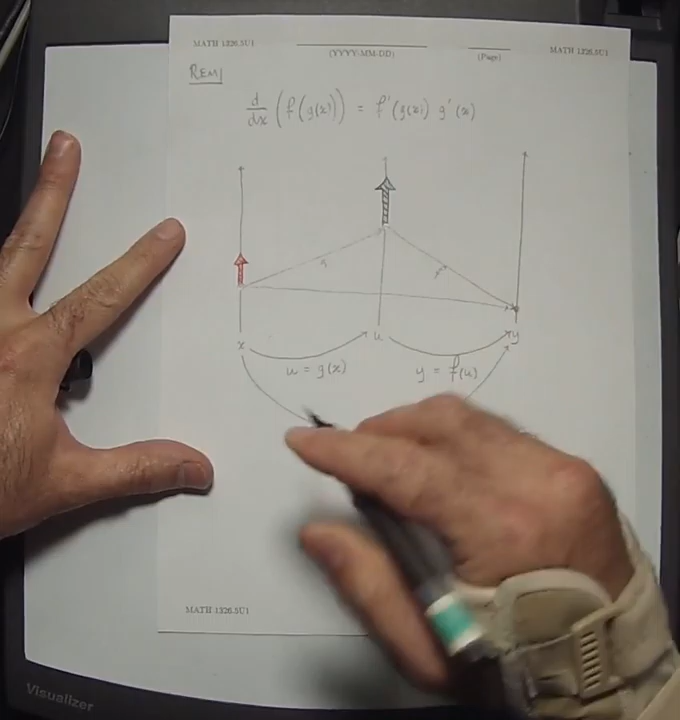 MATH 1326.SU1 MATH 1326.SU1
(YYYY-MM-DD) (Page)
REM)
d/dx (f(g(x))) = f'(g(x)) g'(x)
g f
x u y
u = g(x) y = f(u)
MATH 1326.SU1
Visualizer